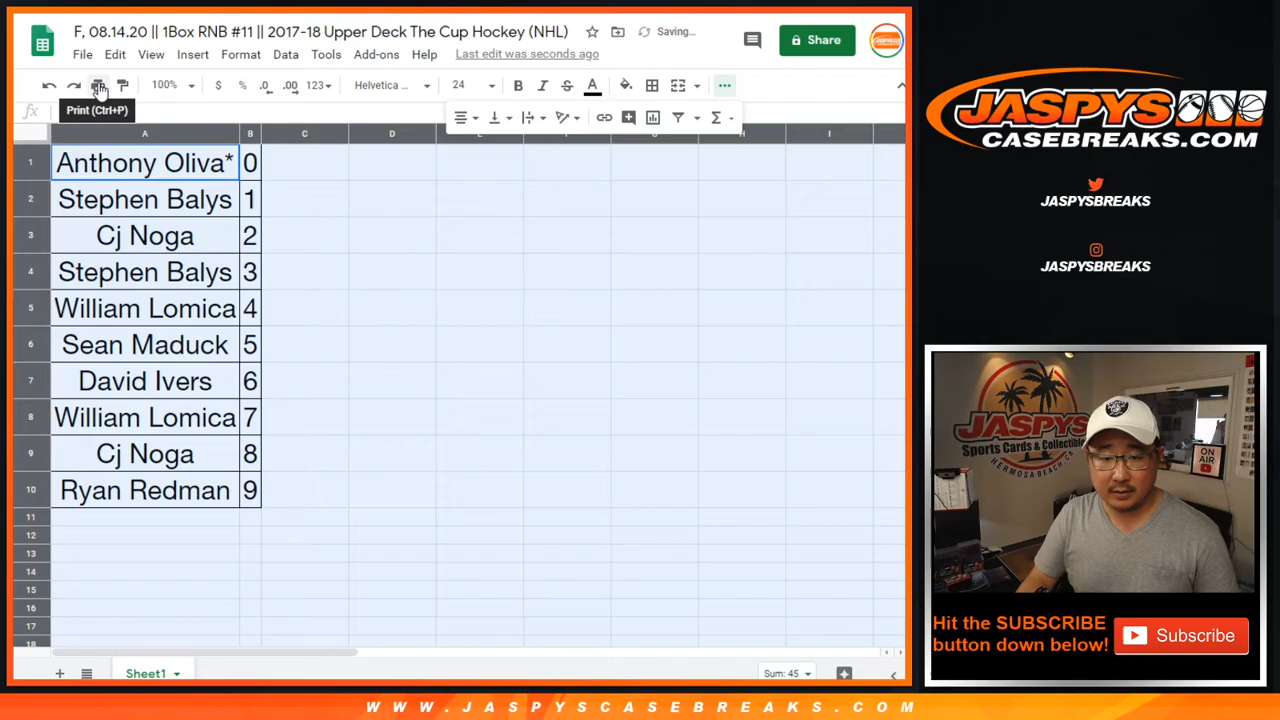 F, 08.14.20 || 1Box RNB #11 || 2017-18 Upper Deck The Cup Hockey (NHL)
Saving...
File Edit View Insert Format Data Tools Add-ons Help Last edit was seconds ago
Share
100% $ % .0 .00 123 Helvetica ... 24 B I S A
Print (Ctrl+P)
fx
A B C D E F G H I
1 Anthony Oliva* 0
2 Stephen Balys 1
3 Cj Noga 2
4 Stephen Balys 3
5 William Lomica 4
6 Sean Maduck 5
7 David Ivers 6
8 William Lomica 7
9 Cj Noga 8
10 Ryan Redman 9
11
12
13
14
15
16
17
18
Sheet1
Sum: 45
JASPYS
CASEBREAKS.COM
JASPYSBREAKS
JASPYSBREAKS
JASPYS
Sports Cards & Collectible
HERMOSA BEACH, CA
ON AIR
Hit the SUBSCRIBE
button down below!
Subscribe
WWW.JASPYSCASEBREAKS.COM